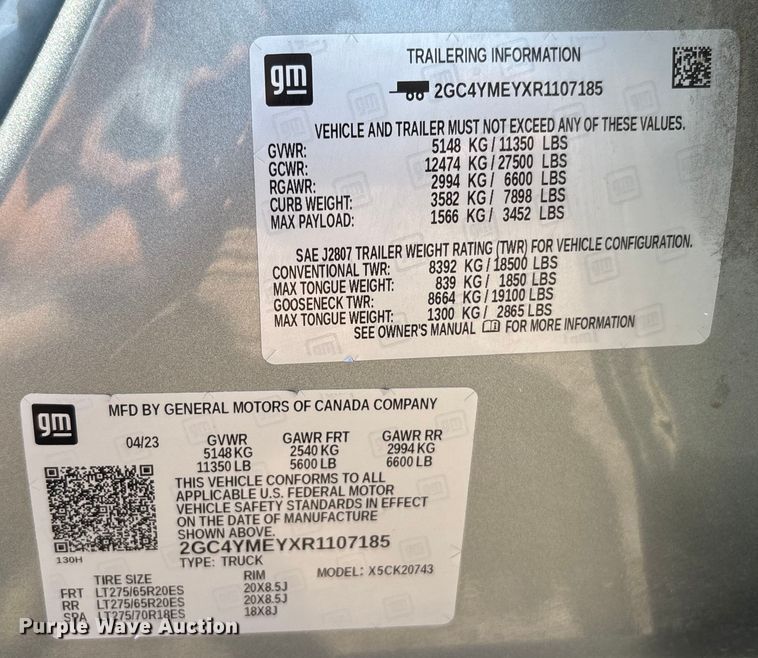 gm
TRAILERING INFORMATION
2GC4YMEYXR1107185
VEHICLE AND TRAILER MUST NOT EXCEED ANY OF THESE VALUES.
GVWR: 5148 KG / 11350 LBS
GCWR: 12474 KG / 27500 LBS
RGAWR: 2994 KG / 6600 LBS
CURB WEIGHT: 3582 KG / 7898 LBS
MAX PAYLOAD: 1566 KG / 3452 LBS
SAE J2807 TRAILER WEIGHT RATING (TWR) FOR VEHICLE CONFIGURATION.
CONVENTIONAL TWR: 8392 KG / 18500 LBS
MAX TONGUE WEIGHT: 839 KG / 1850 LBS
GOOSENECK TWR: 8664 KG / 19100 LBS
MAX TONGUE WEIGHT: 1300 KG / 2865 LBS
SEE OWNER'S MANUAL FOR MORE INFORMATION
gm
MFD BY GENERAL MOTORS OF CANADA COMPANY
04/23 GVWR GAWR FRT GAWR RR
5148 KG 2540 KG 2994 KG
11350 LB 5600 LB 6600 LB
THIS VEHICLE CONFORMS TO ALL
APPLICABLE U.S. FEDERAL MOTOR
VEHICLE SAFETY STANDARDS IN EFFECT
ON THE DATE OF MANUFACTURE
SHOWN ABOVE.
130H
2GC4YMEYXR1107185
TYPE: TRUCK MODEL: X5CK20743
TIRE SIZE RIM
FRT LT275/65R20ES 20X8.5J
RR LT275/65R20ES 20X8.5J
SPA LT275/70R18ES 18X8J
Purple Wave Auction